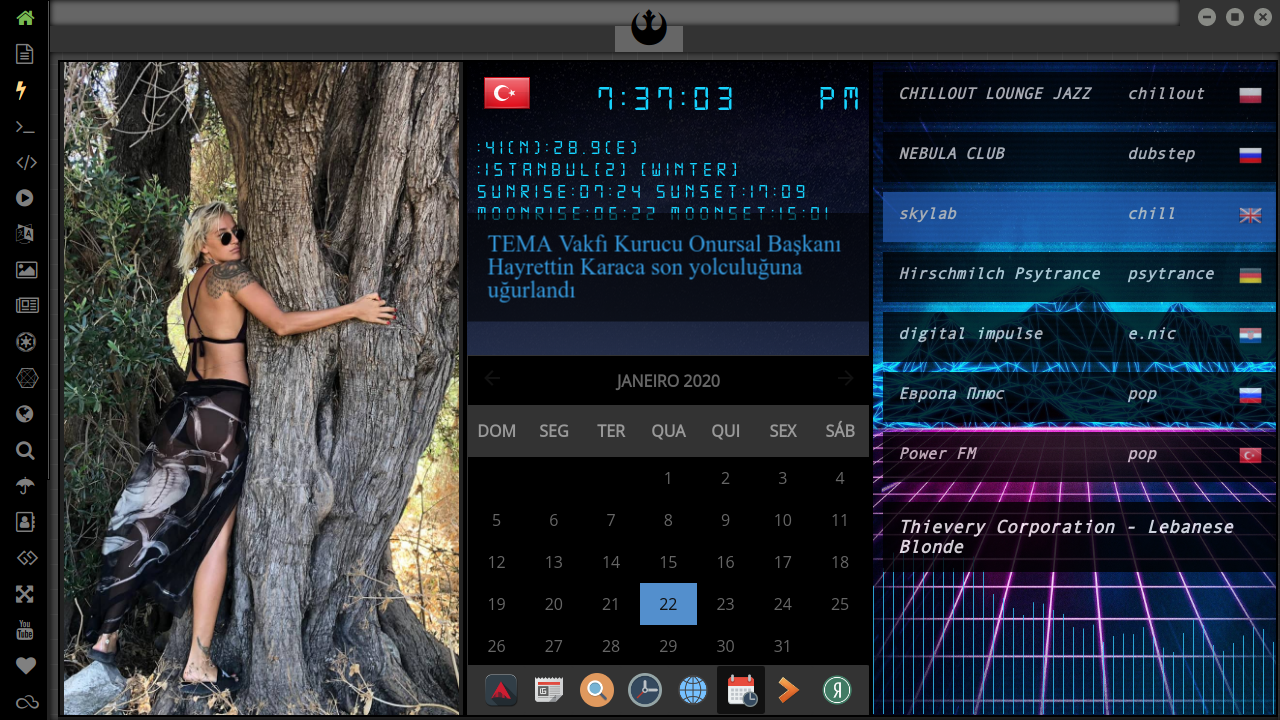 7:37:03 PM
:41(N):28.9(E)
:ISTANBUL(2) (WINTER)
SUNRISE:07:24 SUNSET:17:09
MOONRISE:06:22 MOONSET:15:01
TEMA Vakfı Kurucu Onursal Başkanı
Hayrettin Karaca son yolculuğuna
uğurlandı
JANEIRO 2020
DOM SEG TER QUA QUI SEX SÁB
1 2 3 4
5 6 7 8 9 10 11
12 13 14 15 16 17 18
19 20 21 22 23 24 25
26 27 28 29 30 31
CHILLOUT LOUNGE JAZZ chillout
NEBULA CLUB dubstep
skylab chill
Hirschmilch Psytrance psytrance
digital impulse e.nic
Европа Плюс pop
Power FM pop
Thievery Corporation - Lebanese
Blonde
You
Tube
Я